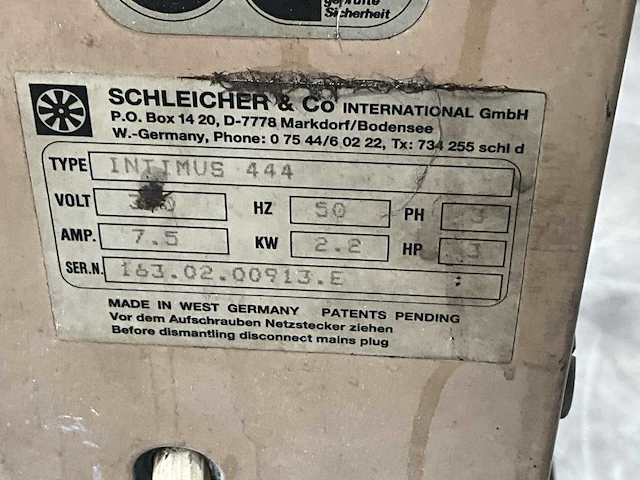 geprüfte
Sicherheit
SCHLEICHER & Co INTERNATIONAL GmbH
P.O. Box 14 20, D-7778 Markdorf/Bodensee
W.-Germany, Phone: 0 75 44/6 02 22, Tx: 734 255 schl d
TYPE INTIMUS 444
VOLT HZ 50 PH 3
AMP. 7.5 KW 2.2 HP 3
SER.N. 163.02.00913.E :
MADE IN WEST GERMANY PATENTS PENDING
Vor dem Aufschrauben Netzstecker ziehen
Before dismantling disconnect mains plug